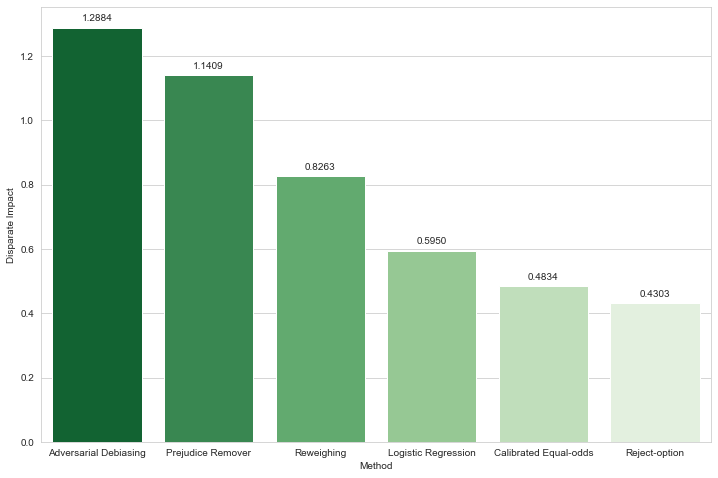 1.2884
1.1409
0.8263
0.5950
0.4834
0.4303
1.2
1.0
0.8
0.6
0.4
0.2
0.0
Disparate Impact
Adversarial Debiasing
Prejudice Remover
Reweighing
Logistic Regression
Calibrated Equal-odds
Reject-option
Method